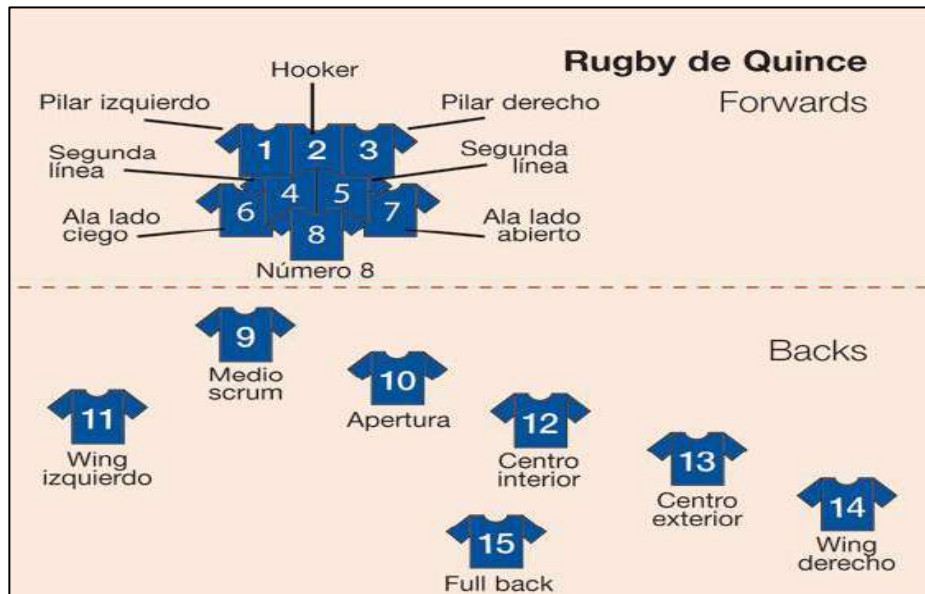 Rugby de Quince
Forwards
Hooker
Pilar izquierdo
Pilar derecho
1 2 3
Segunda
línea
Segunda
línea
4 5
6 7
Ala lado
ciego
Ala lado
abierto
8
Número 8
Backs
9
Medio
scrum
10
Apertura
11
Wing
izquierdo
12
Centro
interior
13
Centro
exterior
14
Wing
derecho
15
Full back